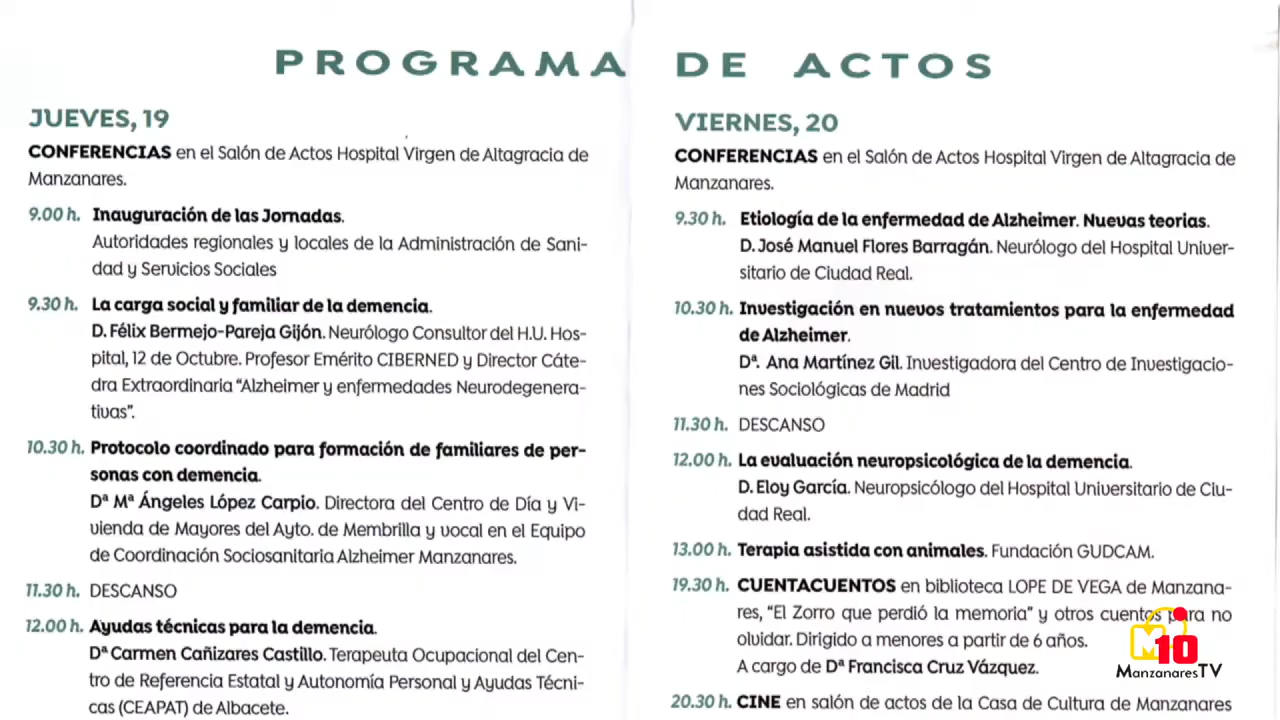 PROGRAMA DE ACTOS
JUEVES, 19
CONFERENCIAS en el Salón de Actos Hospital Virgen de Altagracia de
Manzanares.
9.00 h. Inauguración de las Jornadas.
Autoridades regionales y locales de la Administración de Sani-
dad y Servicios Sociales
9.30 h. La carga social y familiar de la demencia.
D. Félix Bermejo-Pareja Gijón. Neurólogo Consultor del H.U. Hos-
pital, 12 de Octubre. Profesor Emérito CIBERNED y Director Cáte-
dra Extraordinaria “Alzheimer y enfermedades Neurodegenera-
tivas”.
10.30 h. Protocolo coordinado para formación de familiares de per-
sonas con demencia.
Dª Mª Ángeles López Carpio. Directora del Centro de Día y Vi-
vienda de Mayores del Ayto. de Membrilla y vocal en el Equipo
de Coordinación Sociosanitaria Alzheimer Manzanares.
11.30 h. DESCANSO
12.00 h. Ayudas técnicas para la demencia.
Dª Carmen Cañizares Castillo. Terapeuta Ocupacional del Cen-
tro de Referencia Estatal y Autonomía Personal y Ayudas Técni-
cas (CEAPAT) de Albacete.
VIERNES, 20
CONFERENCIAS en el Salón de Actos Hospital Virgen de Altagracia de
Manzanares.
9.30 h. Etiología de la enfermedad de Alzheimer. Nuevas teorias.
D. José Manuel Flores Barragán. Neurólogo del Hospital Univer-
sitario de Ciudad Real.
10.30 h. Investigación en nuevos tratamientos para la enfermedad
de Alzheimer.
Dª. Ana Martínez Gil. Investigadora del Centro de Investigacio-
nes Sociológicas de Madrid
11.30 h. DESCANSO
12.00 h. La evaluación neuropsicológica de la demencia.
D. Eloy García. Neuropsicólogo del Hospital Universitario de Ciu-
dad Real.
13.00 h. Terapia asistida con animales. Fundación GUDCAM.
19.30 h. CUENTACUENTOS en biblioteca LOPE DE VEGA de Manzana-
res, “El Zorro que perdió la memoria” y otros cuentos para no
olvidar. Dirigido a menores a partir de 6 años.
A cargo de Dª Francisca Cruz Vázquez.
20.30 h. CINE en salón de actos de la Casa de Cultura de Manzanares
M10
ManzanaresTV